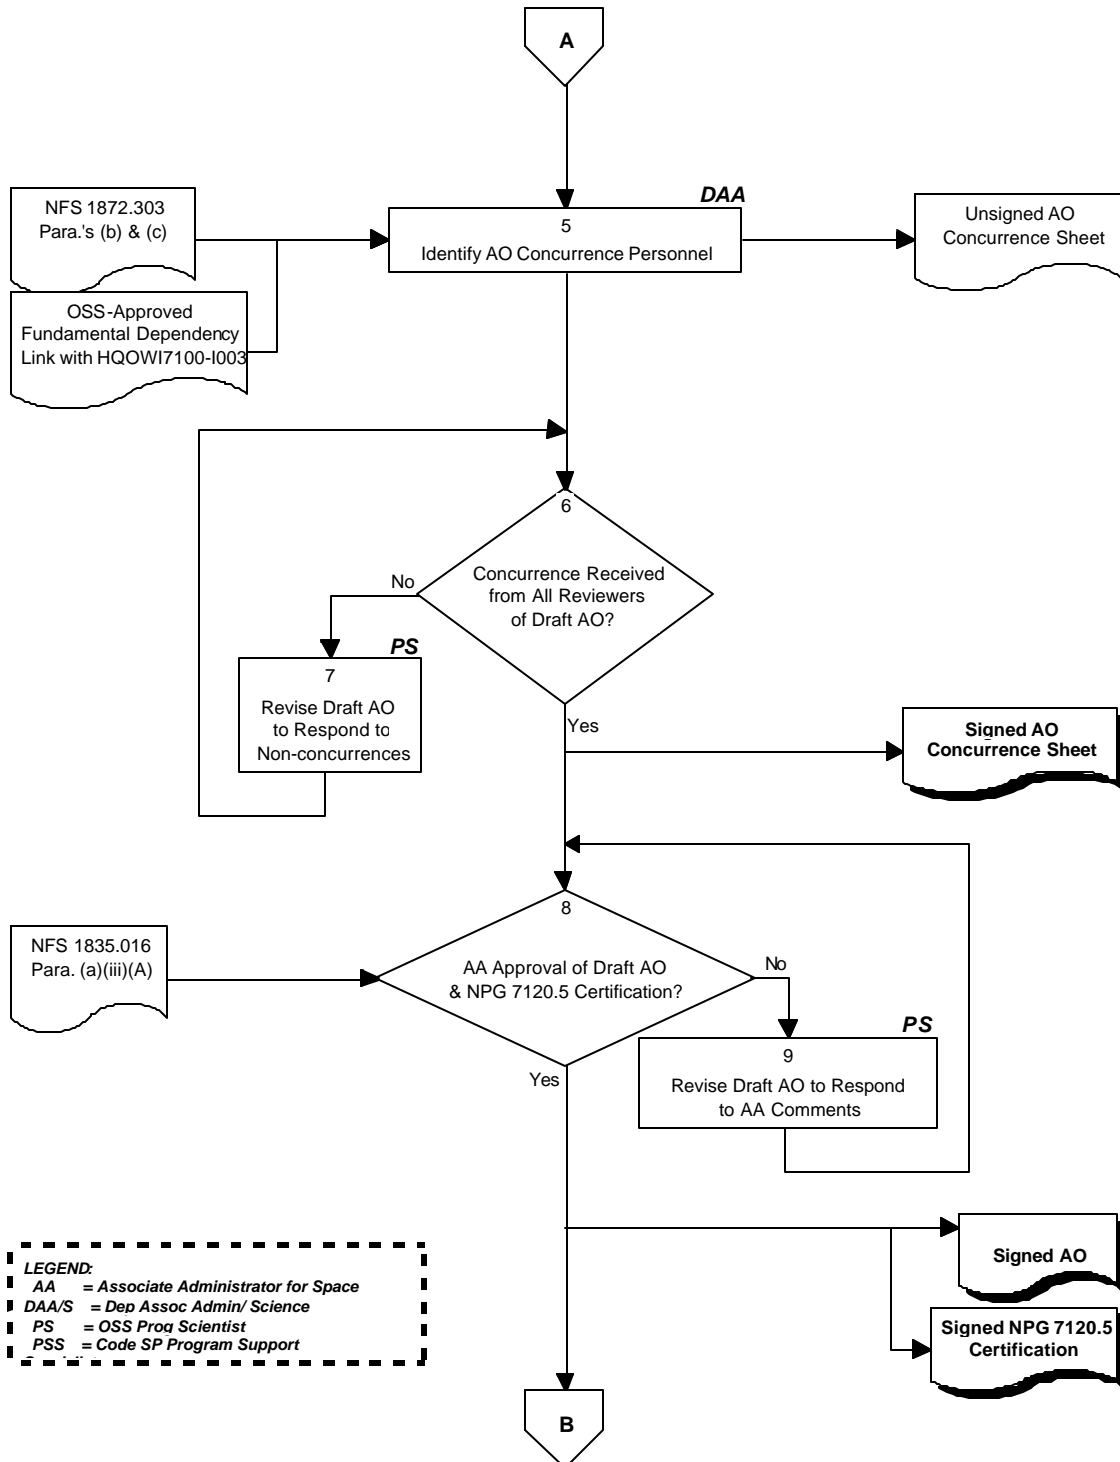 A
DAA
NFS 1872.303
Para.'s (b) & (c)
5
Identify AO Concurrence Personnel
Unsigned AO
Concurrence Sheet
OSS-Approved
Fundamental Dependency
Link with HQOWI7100-I003
6
Concurrence Received
from All Reviewers
of Draft AO?
No
PS
7
Revise Draft AO
to Respond to
Non-concurrences
Yes
Signed AO
Concurrence Sheet
8
NFS 1835.016
Para. (a)(iii)(A)
AA Approval of Draft AO
& NPG 7120.5 Certification?
No
PS
9
Revise Draft AO to Respond
to AA Comments
Yes
Signed AO
Signed NPG 7120.5
Certification
LEGEND:
AA = Associate Administrator for Space
DAA/S = Dep Assoc Admin/ Science
PS = OSS Prog Scientist
PSS = Code SP Program Support
B